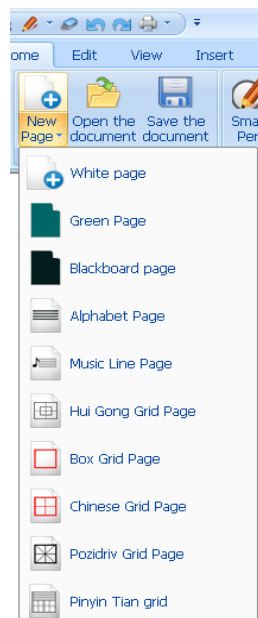 ome Edit View Insert
New Open the Save the Sma
Page document document Per
White page
Green Page
Blackboard page
Alphabet Page
Music Line Page
Hui Gong Grid Page
Box Grid Page
Chinese Grid Page
Pozidriv Grid Page
Pinyin Tian grid